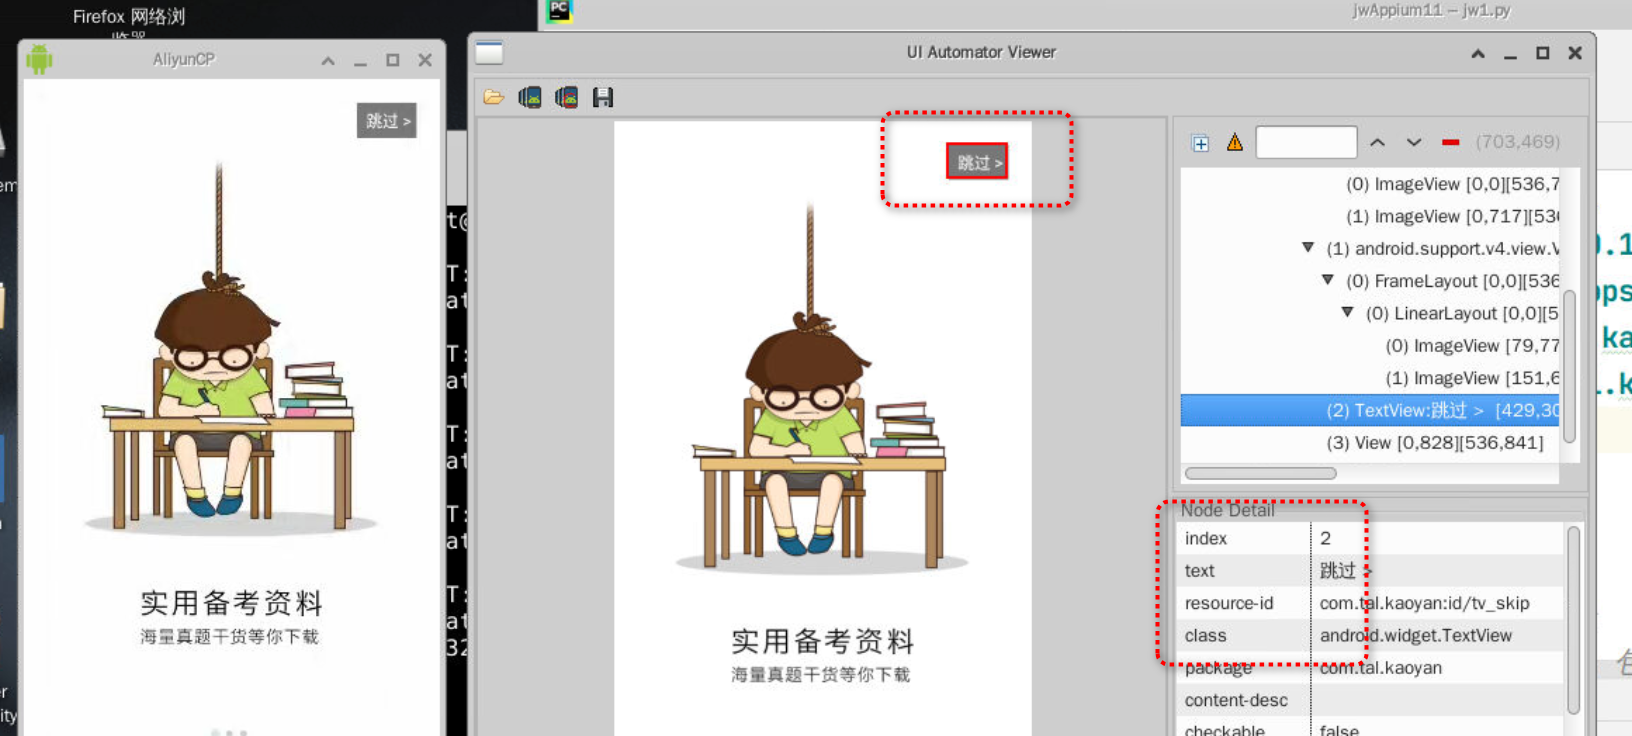 Firefox 网络浏
览器
AliyunCP
跳过 >
实用备考资料
海量真题干货等你下载
jwAppium11 – jw1.py
UI Automator Viewer
跳过 >
实用备考资料
海量真题干货等你下载
(703,469)
(0) ImageView [0,0][536,7
(1) ImageView [0,717][536
(1) android.support.v4.view.V
(0) FrameLayout [0,0][536
(0) LinearLayout [0,0][5
(0) ImageView [79,77
(1) ImageView [151,6
(2) TextView:跳过 > [429,30
(3) View [0,828][536,841]
Node Detail
index 2
text 跳过 >
resource-id com.tal.kaoyan:id/tv_skip
class android.widget.TextView
package com.tal.kaoyan
content-desc
checkable false